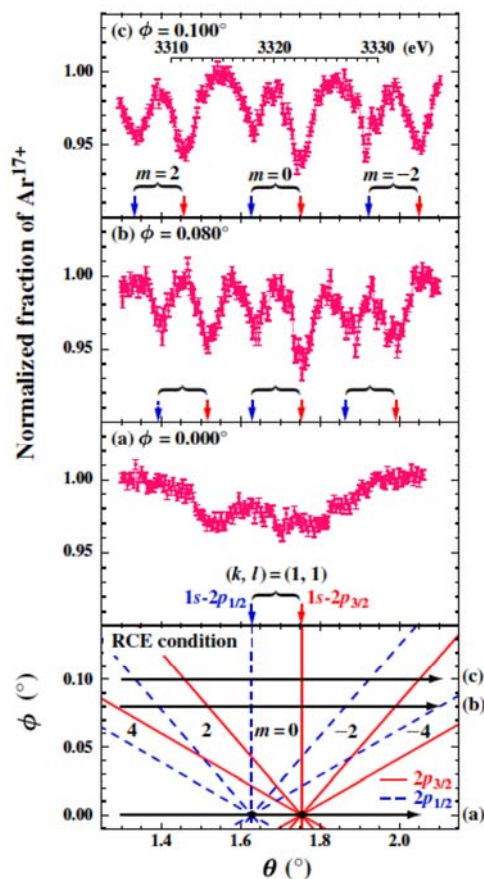 (c) ϕ = 0.100°
3310 3320 3330 (eV)
1.00
0.95
m = 2 m = 0 m = −2
(b) ϕ = 0.080°
1.00
0.95
(a) ϕ = 0.000°
1.00
0.95
(k, l) = (1, 1)
1s-2p1/2 1s-2p3/2
Normalized fraction of Ar17+
RCE condition
0.10
0.05
0.00
ϕ (°)
(c)
(b)
4 2 m = 0 −2 −4
2p3/2
2p1/2
(a)
1.4 1.6 1.8 2.0
θ (°)